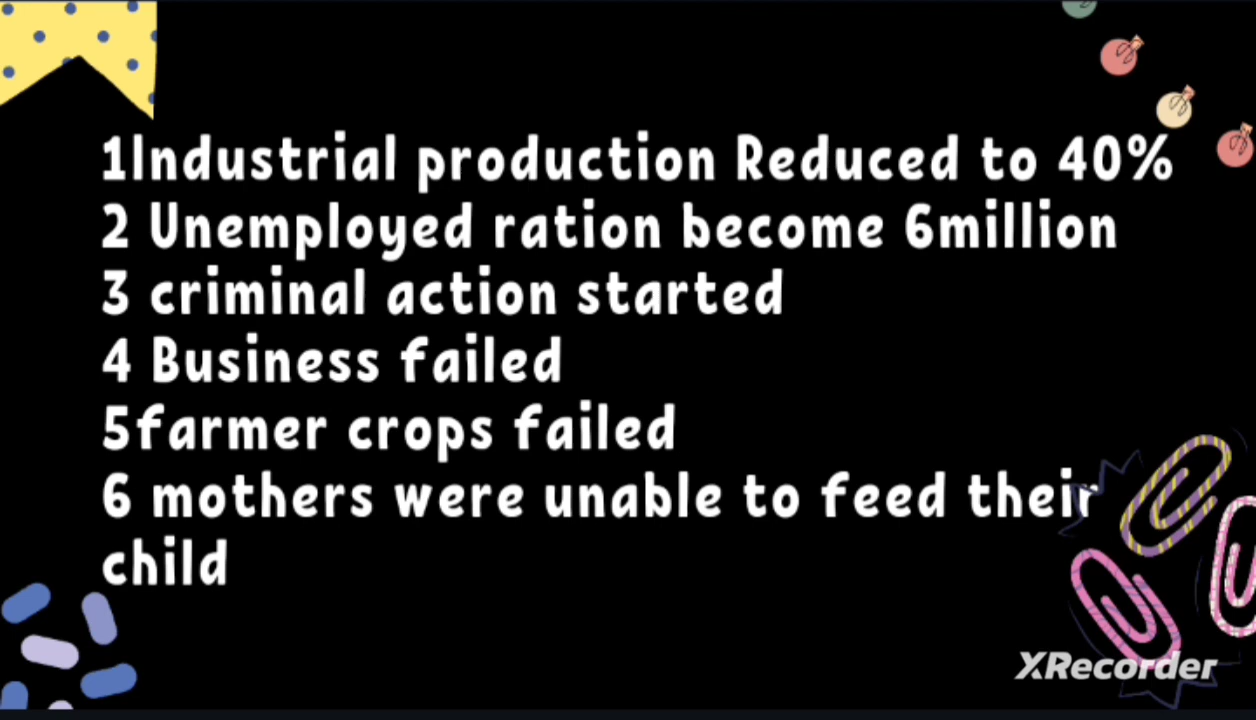 1Industrial production Reduced to 40%
2 Unemployed ration become 6million
3 criminal action started
4 Business failed
5farmer crops failed
6 mothers were unable to feed their
child
XRecorder